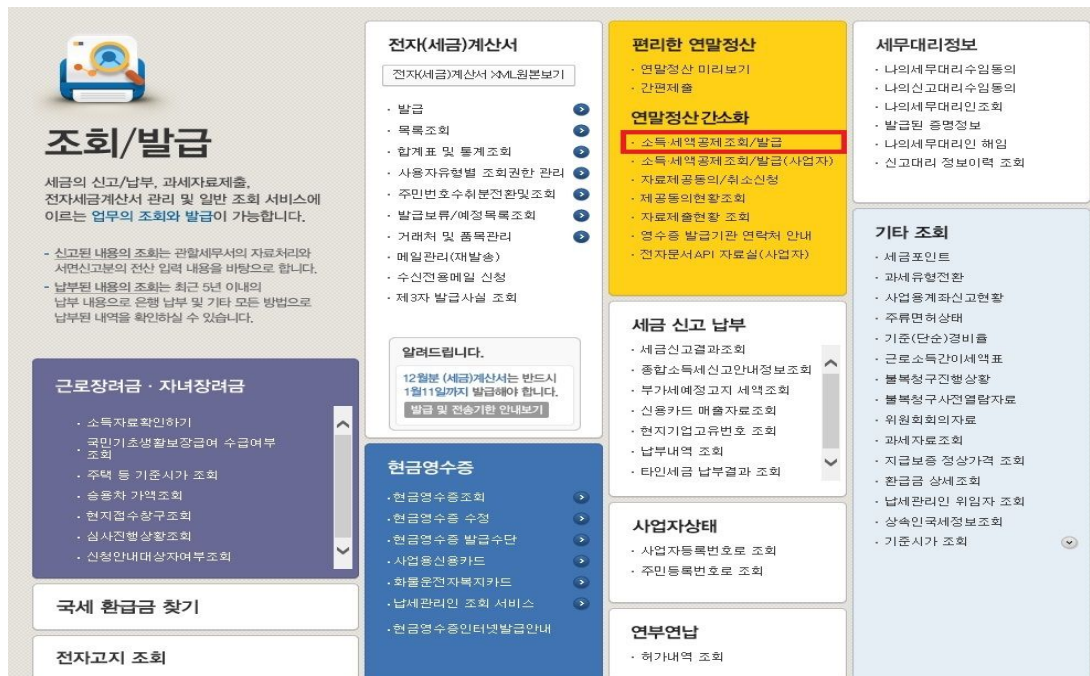 조회/발급
세금의 신고/납부, 과세자료제출,
전자세금계산서 관리 및 일반 조회 서비스에
이르는 업무의 조회와 발급이 가능합니다.
- 신고된 내용의 조회는 관할세무서의 자료처리와
서면신고분의 전산 입력 내용을 바탕으로 합니다.
- 납부된 내용의 조회는 최근 5년 이내의
납부 내용으로 은행 납부 및 기타 모든 방법으로
납부된 내역을 확인하실 수 있습니다.
근로장려금 · 자녀장려금
· 소득자료확인하기
· 국민기초생활보장급여 수급여부
조회
· 주택 등 기준시가 조회
· 승용차 가액조회
· 현지접수창구조회
· 심사진행상황조회
· 신청안내대상자여부조회
국세 환급금 찾기
전자고지 조회
전자(세금)계산서
전자(세금)계산서 XML원본보기
· 발급
· 목록조회
· 합계표 및 통계조회
· 사용자유형별 조회권한 관리
· 주민번호수취분전환및조회
· 발급보류/예정목록조회
· 거래처 및 품목관리
· 메일관리(재발송)
· 수신전용메일 신청
· 제3자 발급사실 조회
알려드립니다.
12월분 (세금)계산서는 반드시
1월11일까지 발급해야 합니다.
발급 및 전송기한 안내보기
현금영수증
·현금영수증조회
·현금영수증 수정
·현금영수증 발급수단
·사업용신용카드
·화물운전자복지카드
·납세관리인 조회 서비스
·현금영수증인터넷발급안내
편리한 연말정산
· 연말정산 미리보기
· 간편제출
연말정산간소화
· 소득·세액공제조회/발급
· 소득·세액공제조회/발급(사업자)
· 자료제공동의/취소신청
· 제공동의현황조회
· 자료제출현황 조회
· 영수증 발급기관 연락처 안내
· 전자문서API 자료실(사업자)
세금 신고 납부
· 세금신고결과조회
· 종합소득세신고안내정보조회
· 부가세예정고지 세액조회
· 신용카드 매출자료조회
· 현지기업고유번호 조회
· 납부내역 조회
· 타인세금 납부결과 조회
사업자상태
· 사업자등록번호로 조회
· 주민등록번호로 조회
연부연납
· 허가내역 조회
세무대리정보
· 나의세무대리수임동의
· 나의신고대리수임동의
· 나의세무대리인조회
· 발급된 증명정보
· 나의세무대리인 해임
· 신고대리 정보이력 조회
기타 조회
· 세금포인트
· 과세유형전환
· 사업용계좌신고현황
· 주류면허상태
· 기준(단순)경비율
· 근로소득간이세액표
· 불복청구진행상황
· 불복청구사전열람자료
· 위원회회의자료
· 과세자료조회
· 지급보증 정상가격 조회
· 환급금 상세조회
· 납세관리인 위임자 조회
· 상속인국세정보조회
· 기준시가 조회